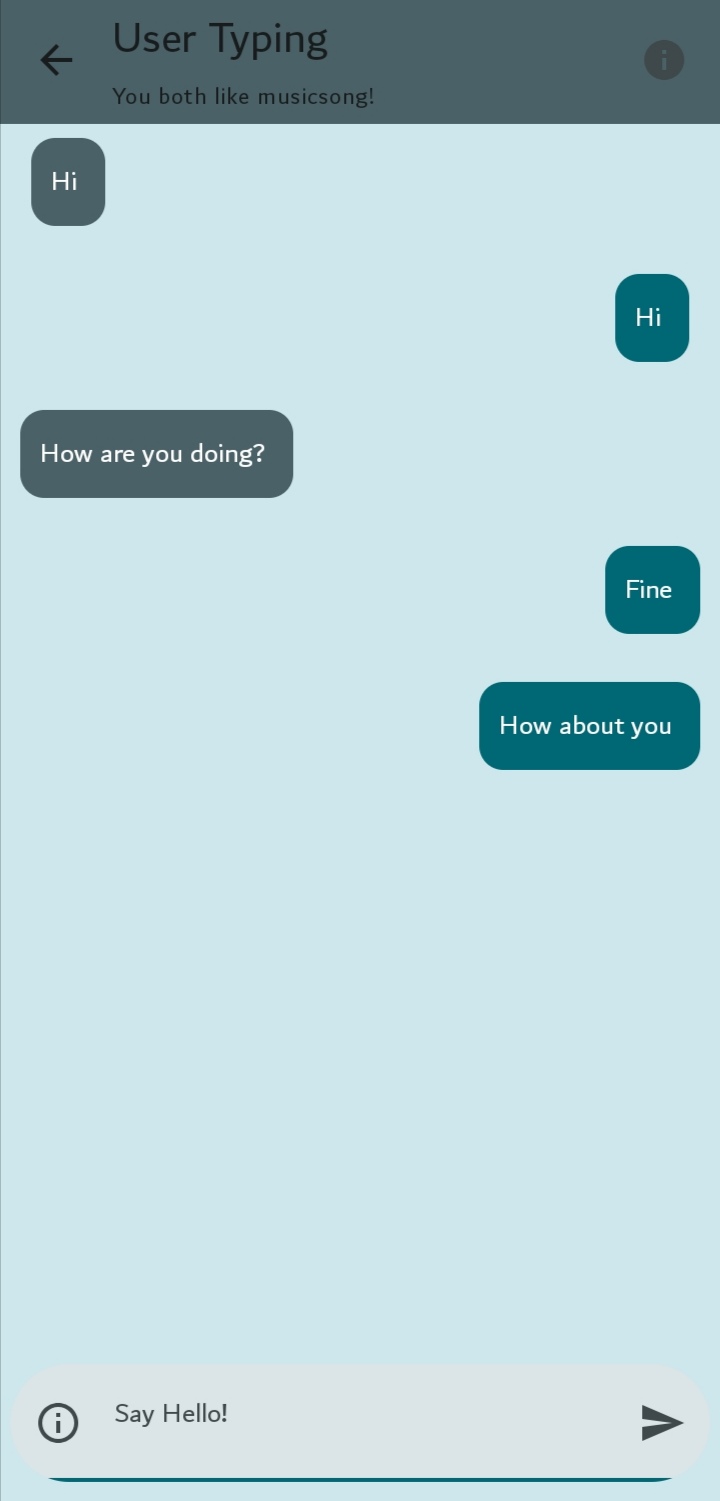 User Typing
You both like musicsong!
Hi
Hi
How are you doing?
Fine
How about you
Say Hello!